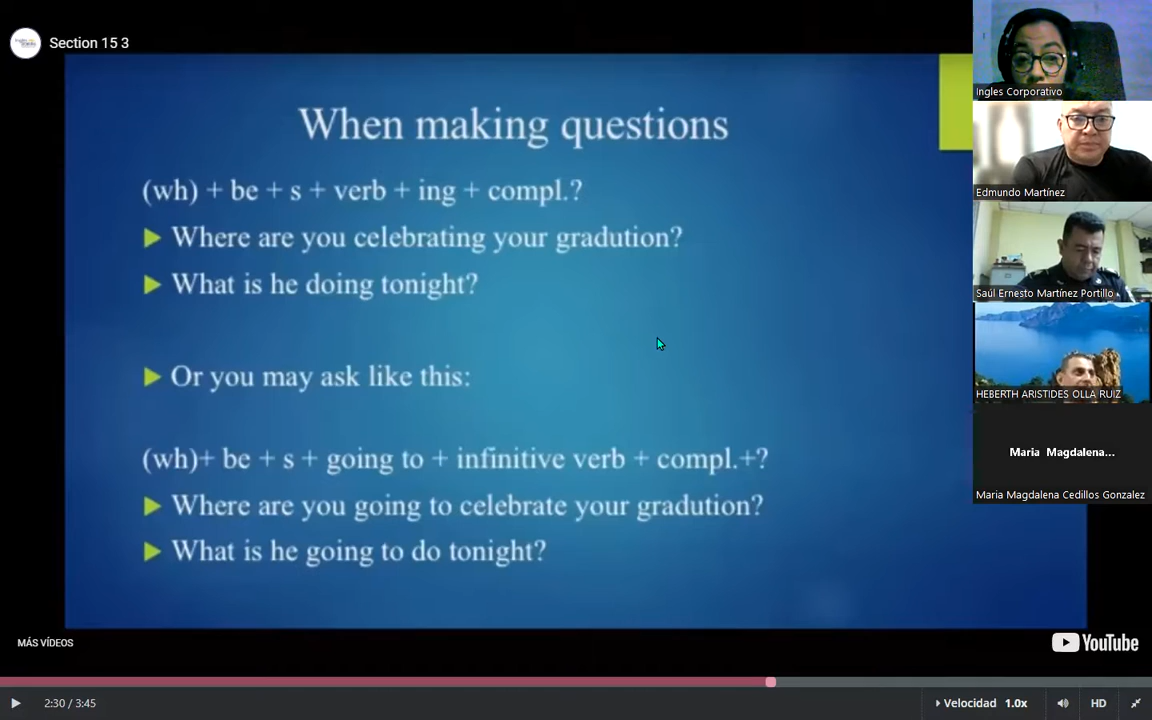 Section 15 3
When making questions
(wh) + be + s + verb + ing + compl.?
Where are you celebrating your gradution?
What is he doing tonight?
Or you may ask like this:
(wh)+ be + s + going to + infinitive verb + compl.+?
Where are you going to celebrate your gradution?
What is he going to do tonight?
Ingles Corporativo
Edmundo Martínez
Saúl Ernesto Martínez Portillo
HEBERTH ARISTIDES OLLA RUIZ
Maria Magdalena...
Maria Magdalena Cedillos Gonzalez
MÁS VÍDEOS
YouTube
2:30 / 3:45
Velocidad 1.0x
HD